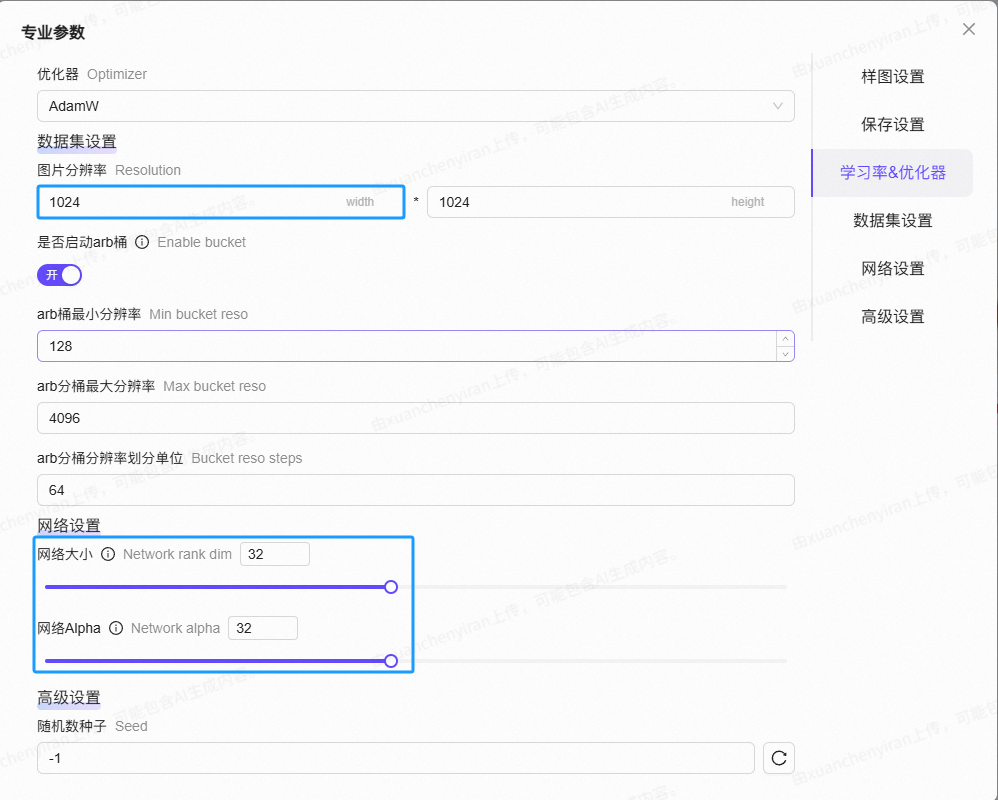 专业参数
优化器 Optimizer
AdamW
数据集设置
图片分辨率 Resolution
1024 width * 1024 height
是否启动arb桶 Enable bucket
开
arb桶最小分辨率 Min bucket reso
128
arb分桶最大分辨率 Max bucket reso
4096
arb分桶分辨率划分单位 Bucket reso steps
64
网络设置
网络大小 Network rank dim 32
网络Alpha Network alpha 32
高级设置
随机数种子 Seed
-1
样图设置
保存设置
学习率&优化器
数据集设置
网络设置
高级设置
由xuanchenyiran上传，可能包含AI生成内容。